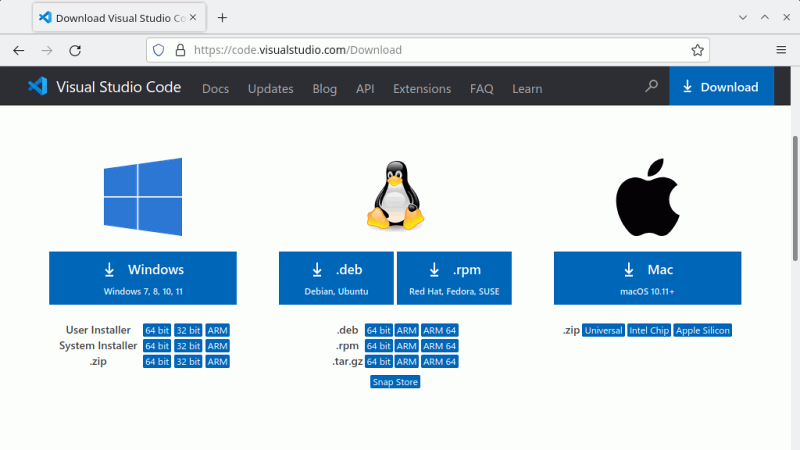 Download Visual Studio Co
https://code.visualstudio.com/Download
Visual Studio Code Docs Updates Blog API Extensions FAQ Learn Download
Windows
Windows 7, 8, 10, 11
User Installer 64 bit 32 bit ARM
System Installer 64 bit 32 bit ARM
.zip 64 bit 32 bit ARM
.deb
Debian, Ubuntu
.rpm
Red Hat, Fedora, SUSE
.deb 64 bit ARM ARM 64
.rpm 64 bit ARM ARM 64
.tar.gz 64 bit ARM ARM 64
Snap Store
Mac
macOS 10.11+
.zip Universal Intel Chip Apple Silicon